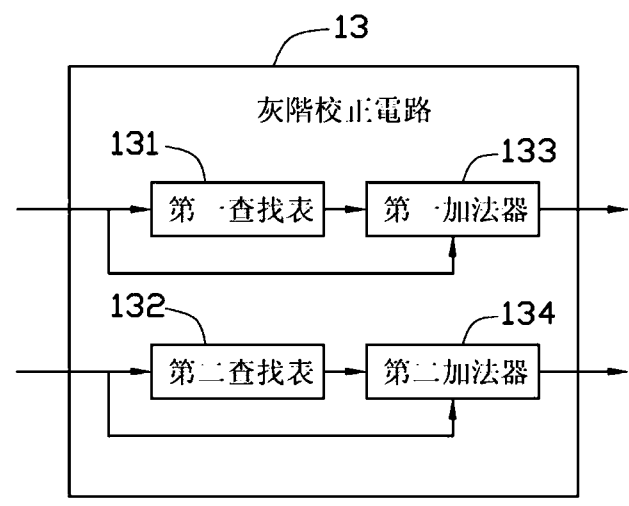 13
灰階校正電路
131
133
第一查找表
第一加法器
132
134
第二查找表
第二加法器